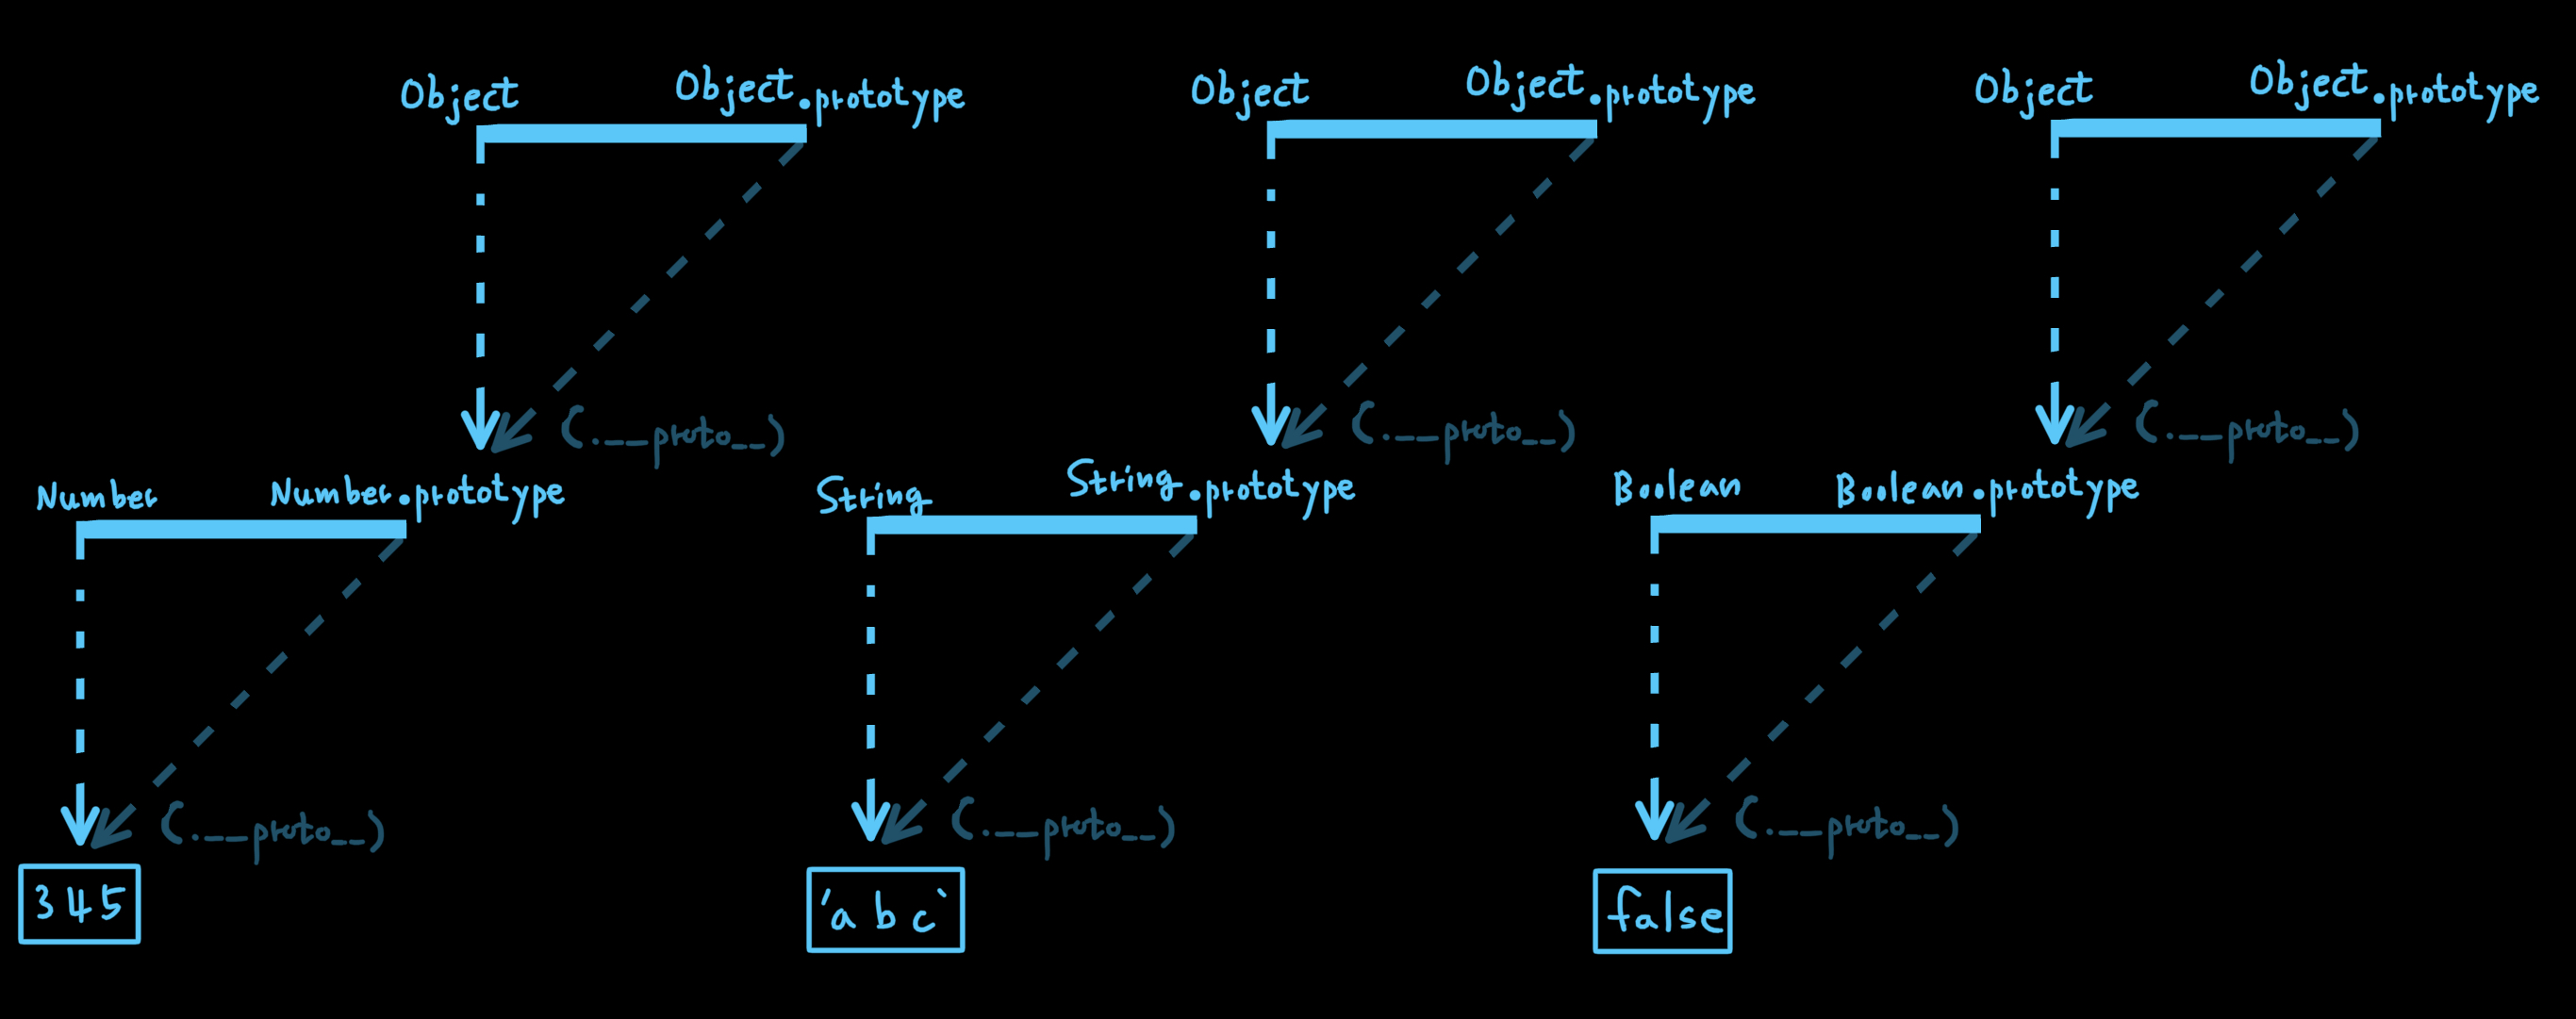 Object Object.prototype Object Object.prototype Object Object.prototype
(.__proto__) (.__proto__) (.__proto__)
Number Number.prototype String String.prototype Boolean Boolean.prototype
(.__proto__) (.__proto__) (.__proto__)
345 'abc' false